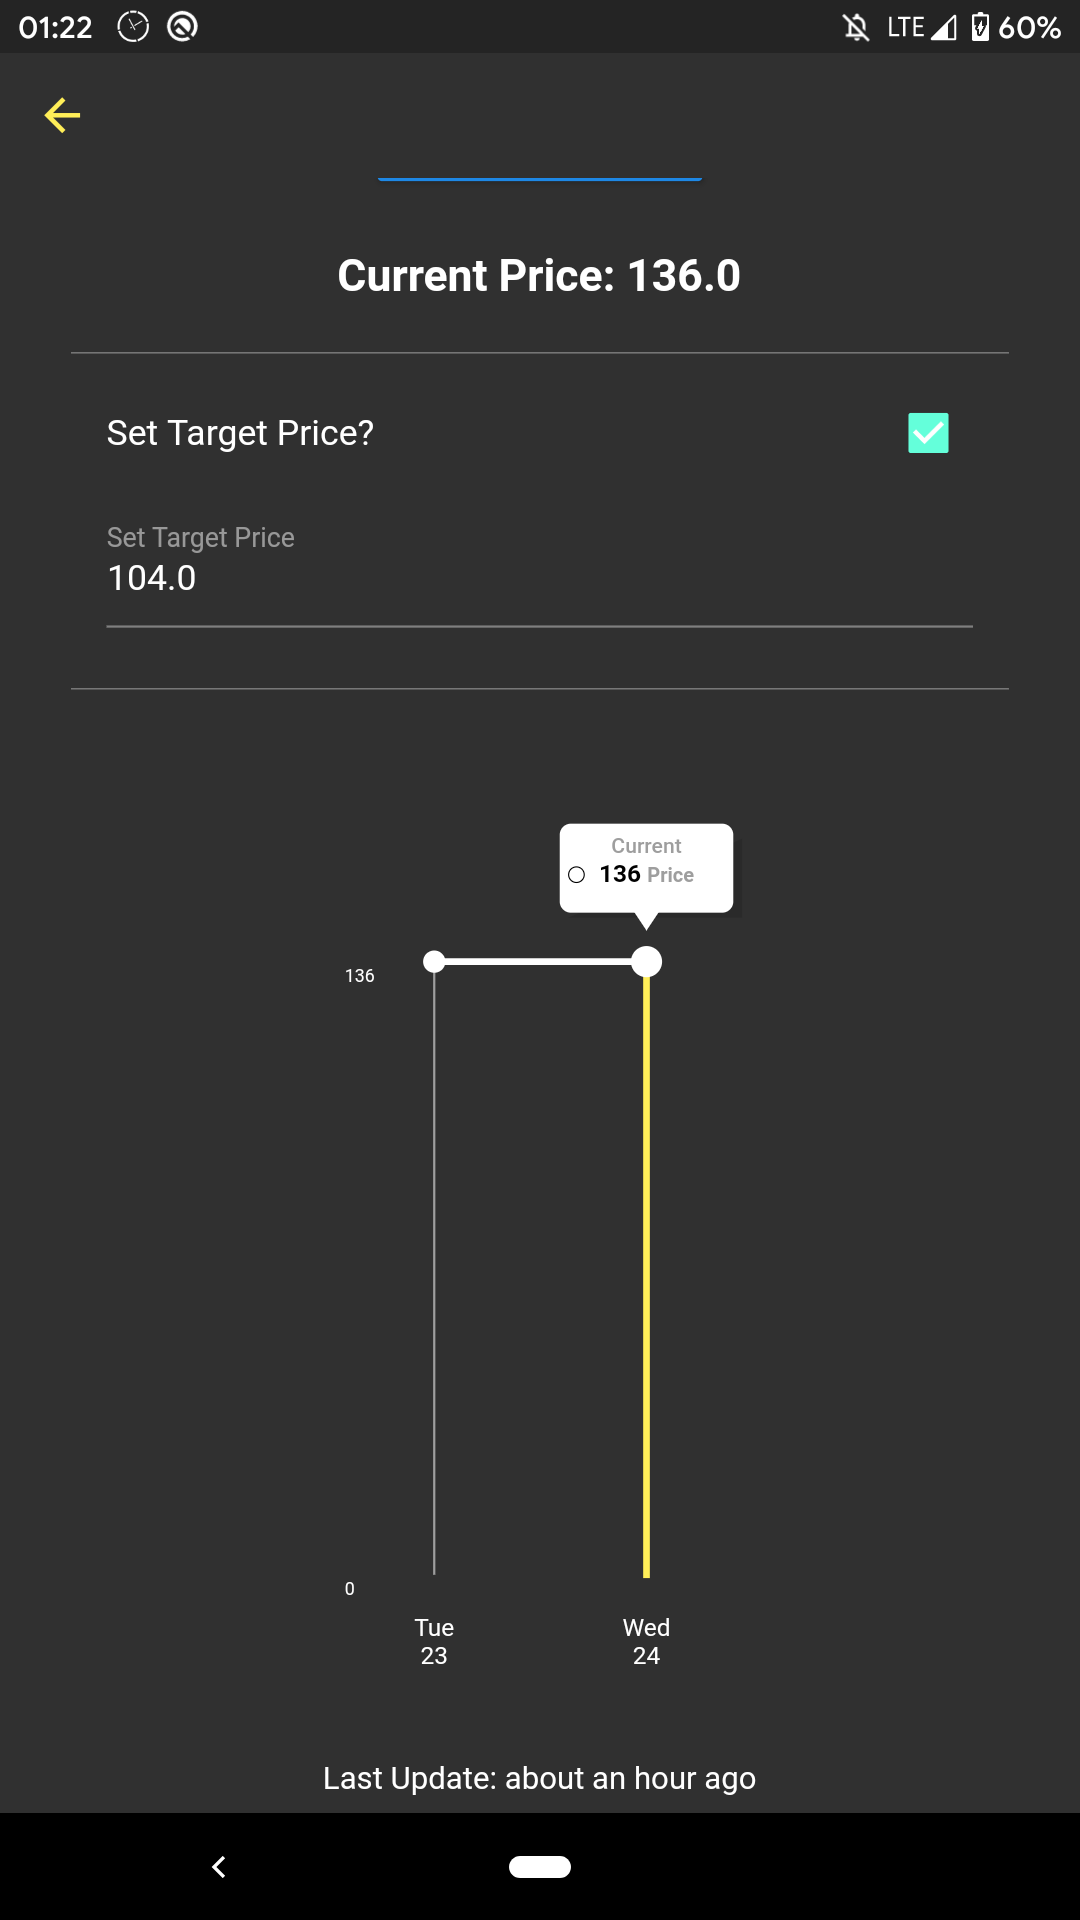 01:22 LTE 60%
Current Price: 136.0
Set Target Price?
Set Target Price
104.0
Current
136 Price
136
0
Tue Wed
23 24
Last Update: about an hour ago